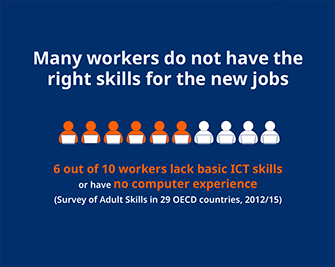 Many workers do not have the
right skills for the new jobs
6 out of 10 workers lack basic ICT skills
or have no computer experience
(Survey of Adult Skills in 29 OECD countries, 2012/15)